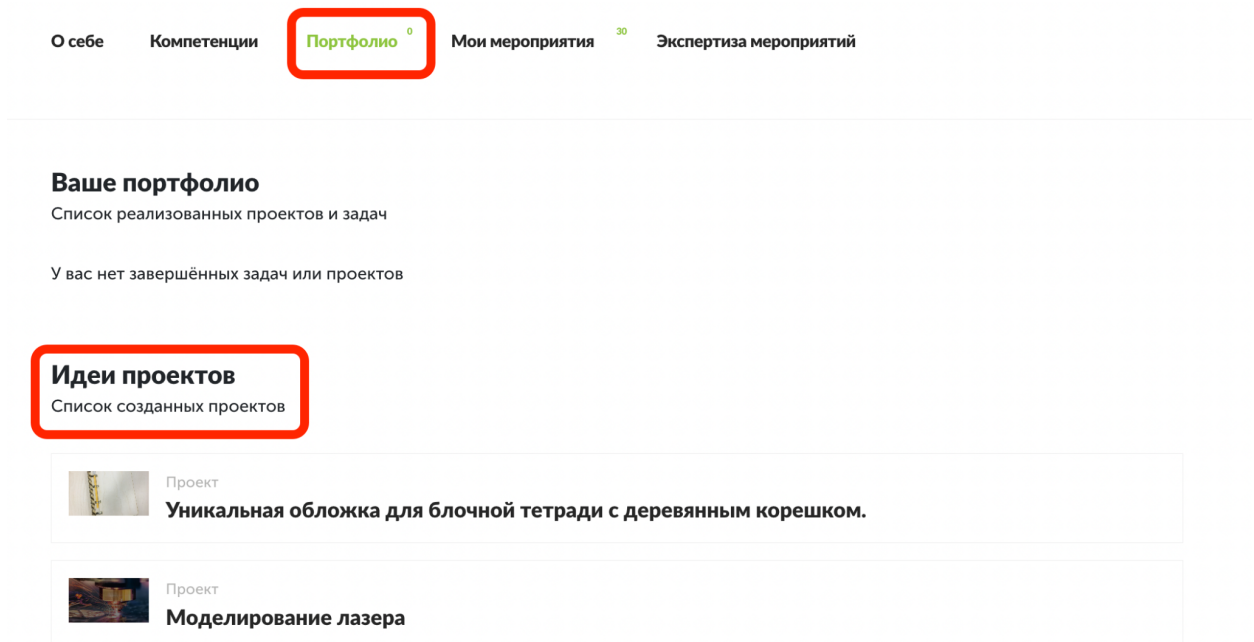 О себе Компетенции Портфолио 0 Мои мероприятия 30 Экспертиза мероприятий
Ваше портфолио
Список реализованных проектов и задач
У вас нет завершённых задач или проектов
Идеи проектов
Список созданных проектов
Проект
Уникальная обложка для блочной тетради с деревянным корешком.
Проект
Моделирование лазера